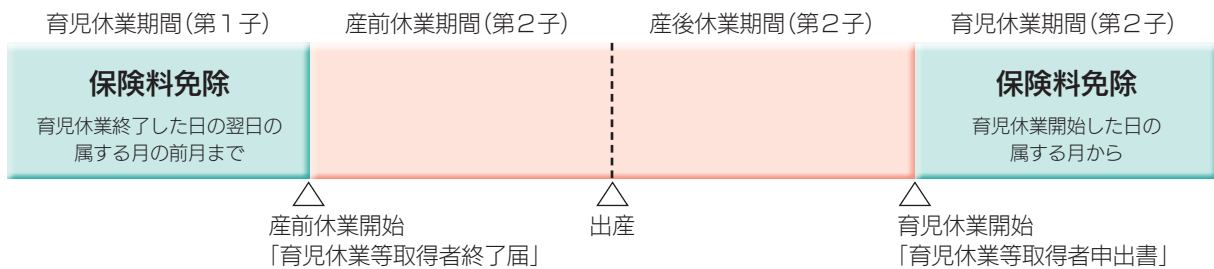 育児休業期間(第1子)
産前休業期間(第2子)
産後休業期間(第2子)
育児休業期間(第2子)
保険料免除
育児休業終了した日の翌日の
属する月の前月まで
保険料免除
育児休業開始した日の
属する月から
産前休業開始
「育児休業等取得者終了届」
出産
育児休業開始
「育児休業等取得者申出書」